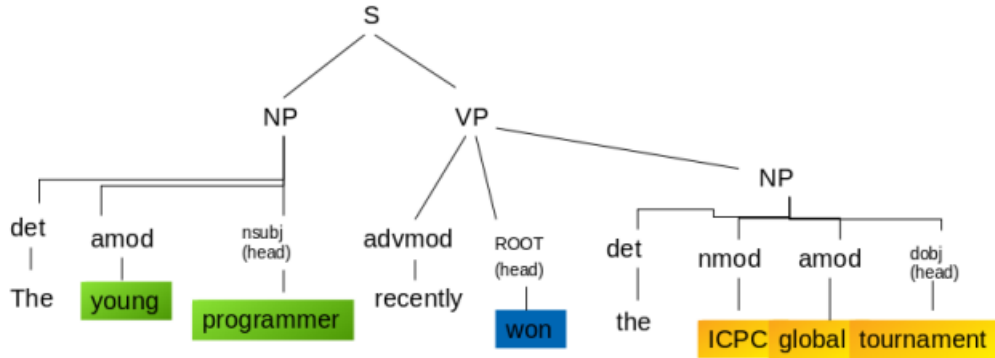 S
NP VP
NP
det amod nsubj (head) advmod ROOT (head) det nmod amod dobj (head)
The young programmer recently won the ICPC global tournament